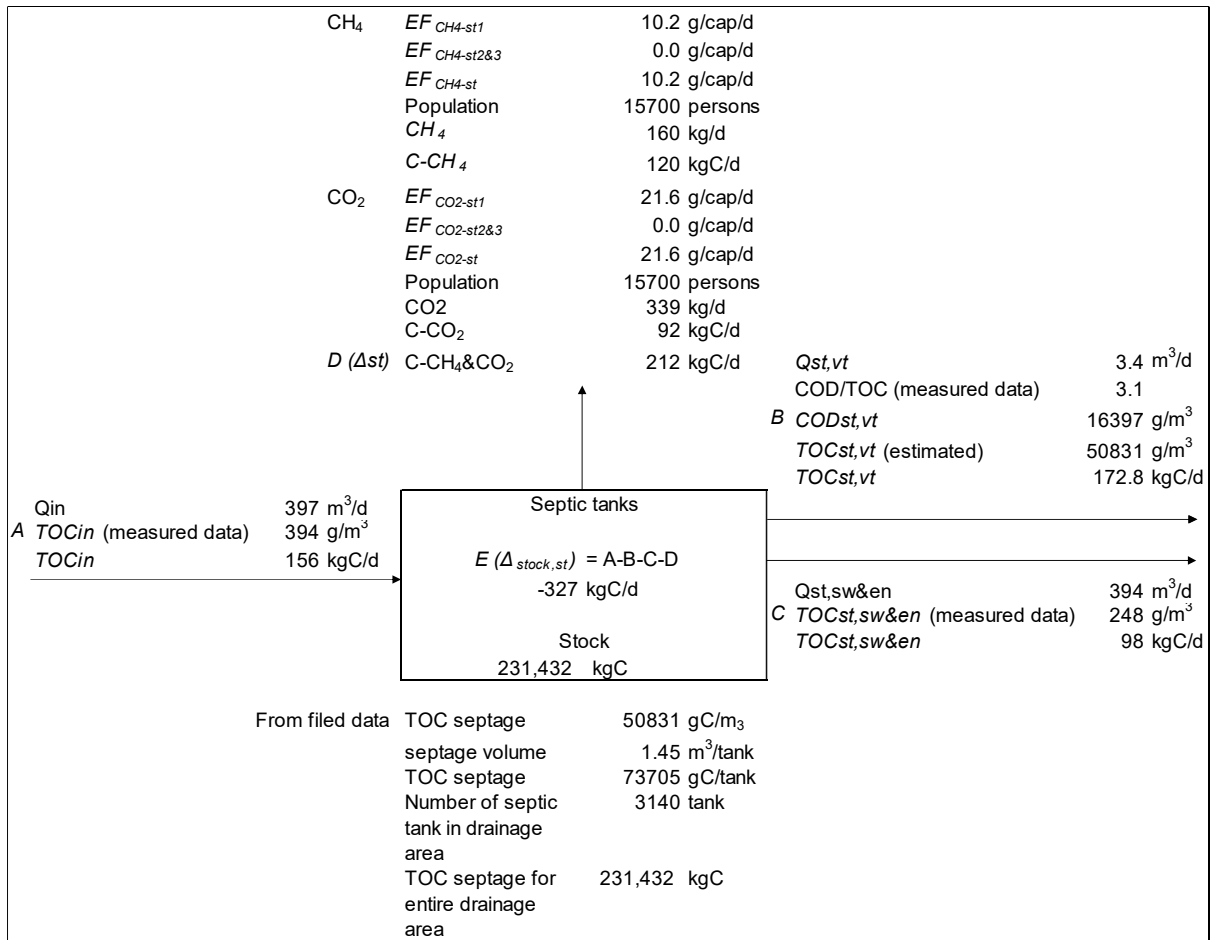 CH₄ EF CH4-st1 10.2 g/cap/d
EF CH4-st2&3 0.0 g/cap/d
EF CH4-st 10.2 g/cap/d
Population 15700 persons
CH₄ 160 kg/d
C-CH₄ 120 kgC/d
CO₂ EF CO2-st1 21.6 g/cap/d
EF CO2-st2&3 0.0 g/cap/d
EF CO2-st 21.6 g/cap/d
Population 15700 persons
CO2 339 kg/d
C-CO₂ 92 kgC/d
D (Δst) C-CH₄&CO₂ 212 kgC/d
Qst,vt 3.4 m³/d
COD/TOC (measured data) 3.1
B CODst,vt 16397 g/m³
TOCst,vt (estimated) 50831 g/m³
TOCst,vt 172.8 kgC/d
Qin 397 m³/d
A TOCin (measured data) 394 g/m³
TOCin 156 kgC/d
Septic tanks
E (Δstock,st) = A-B-C-D
-327 kgC/d
Stock
231,432 kgC
Qst,sw&en 394 m³/d
C TOCst,sw&en (measured data) 248 g/m³
TOCst,sw&en 98 kgC/d
From filed data TOC septage 50831 gC/m₃
septage volume 1.45 m³/tank
TOC septage 73705 gC/tank
Number of septic 3140 tank
tank in drainage
area
TOC septage for 231,432 kgC
entire drainage
area